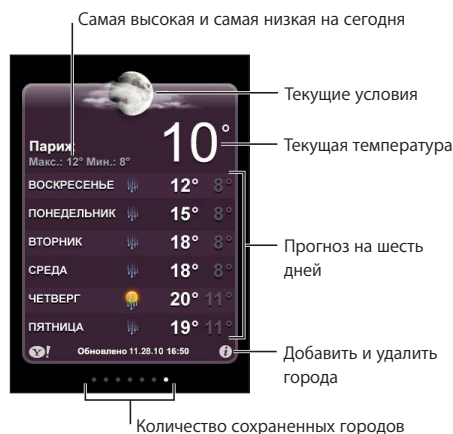 Самая высокая и самая низкая на сегодня
Текущие условия
10°
Текущая температура
Париж
Макс.: 12° Мин.: 8°
ВОСКРЕСЕНЬЕ 12° 8°
ПОНЕДЕЛЬНИК 15° 8°
ВТОРНИК 18° 8°
Прогноз на шесть
дней
СРЕДА 18° 8°
ЧЕТВЕРГ 20° 11°
ПЯТНИЦА 19° 11°
Y! Обновлено 11.28.10 16:50 i
Добавить и удалить
города
Количество сохраненных городов